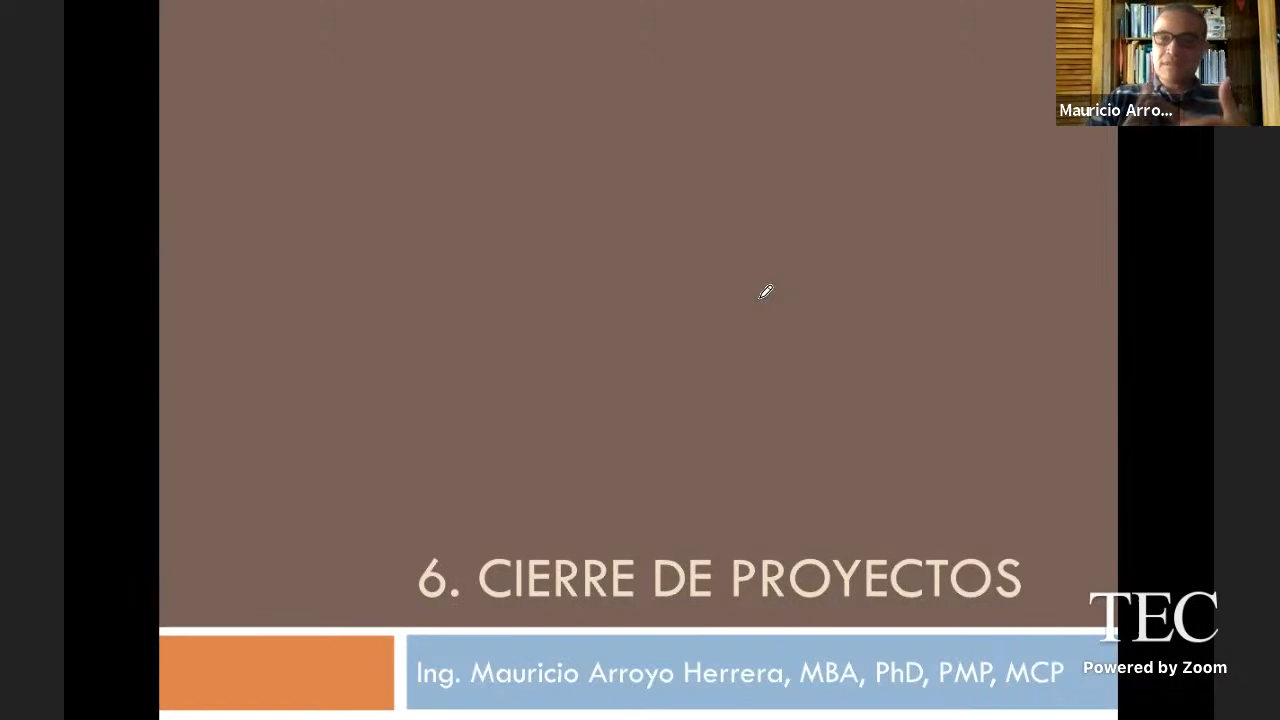 Mauricio Arro...
6. CIERRE DE PROYECTOS
Ing. Mauricio Arroyo Herrera, MBA, PhD, PMP, MCP
TEC
Powered by Zoom